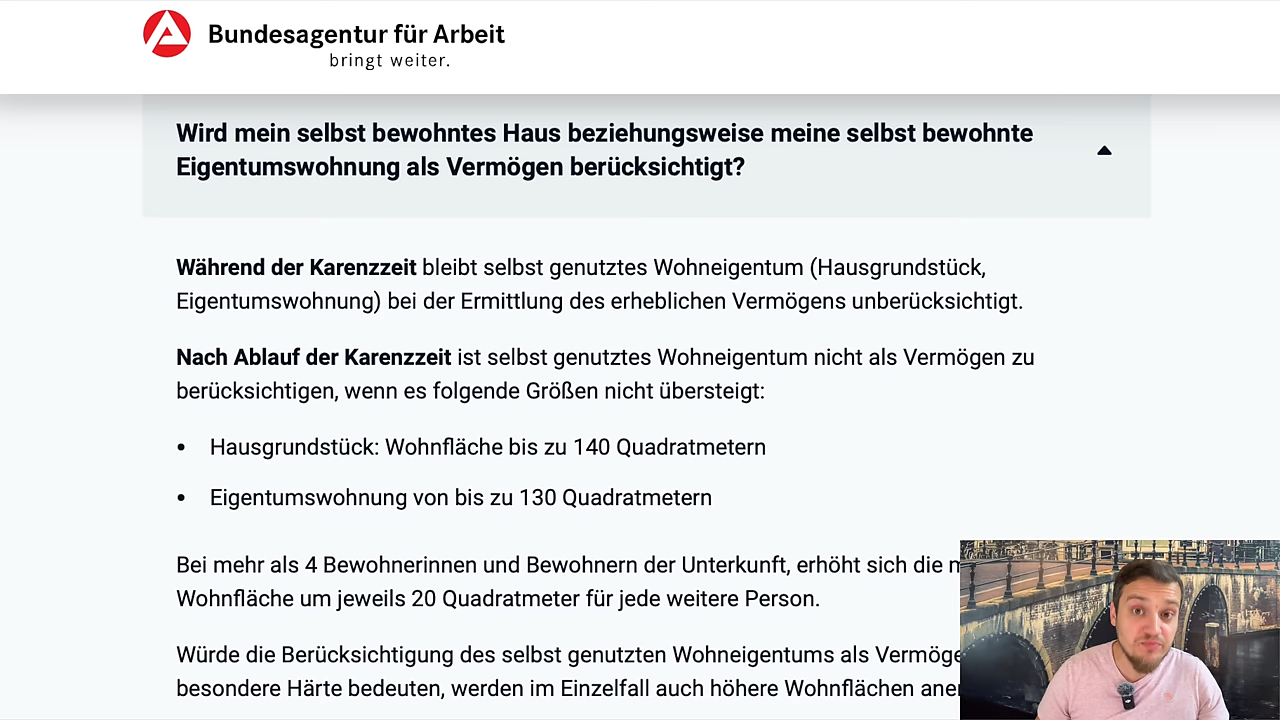 Bundesagentur für Arbeit
bringt weiter.
Wird mein selbst bewohntes Haus beziehungsweise meine selbst bewohnte
Eigentumswohnung als Vermögen berücksichtigt?
Während der Karenzzeit bleibt selbst genutztes Wohneigentum (Hausgrundstück,
Eigentumswohnung) bei der Ermittlung des erheblichen Vermögens unberücksichtigt.
Nach Ablauf der Karenzzeit ist selbst genutztes Wohneigentum nicht als Vermögen zu
berücksichtigen, wenn es folgende Größen nicht übersteigt:
• Hausgrundstück: Wohnfläche bis zu 140 Quadratmetern
• Eigentumswohnung von bis zu 130 Quadratmetern
Bei mehr als 4 Bewohnerinnen und Bewohnern der Unterkunft, erhöht sich die
Wohnfläche um jeweils 20 Quadratmeter für jede weitere Person.
Würde die Berücksichtigung des selbst genutzten Wohneigentums als
besondere Härte bedeuten, werden im Einzelfall auch höhere Wohnflächen